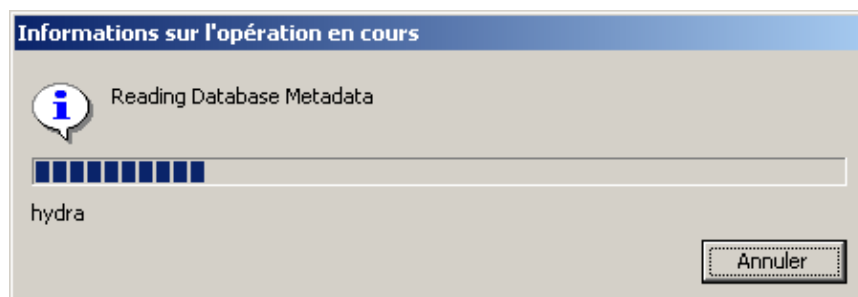 Informations sur l'opération en cours
Reading Database Metadata
hydra
Annuler